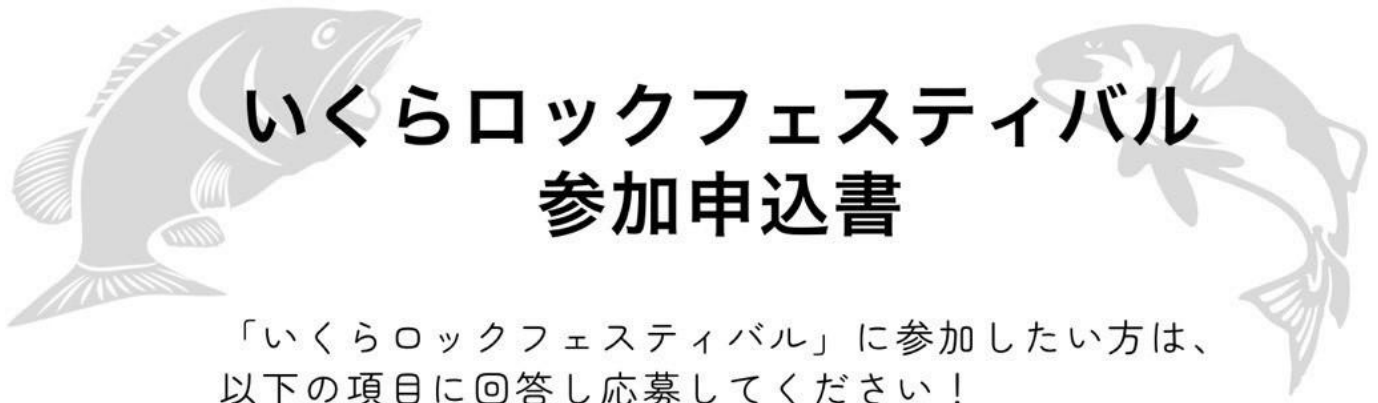 いくらロックフェスティバル
参加申込書
「いくらロックフェスティバル」に参加したい方は、
以下の項目に回答し応募してください！